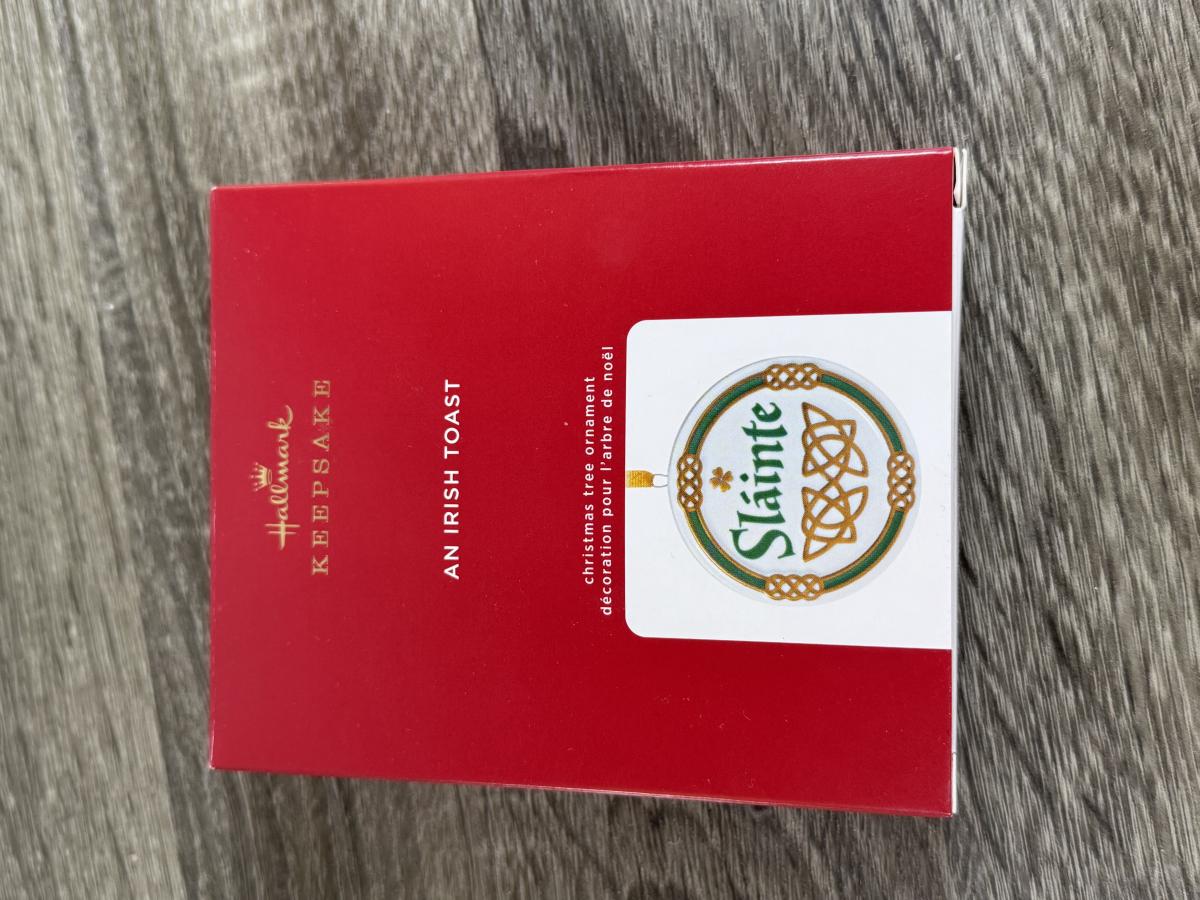 Hallmark
KEEPSAKE
AN IRISH TOAST
christmas tree ornament
décoration pour l'arbre de noël
Sláinte